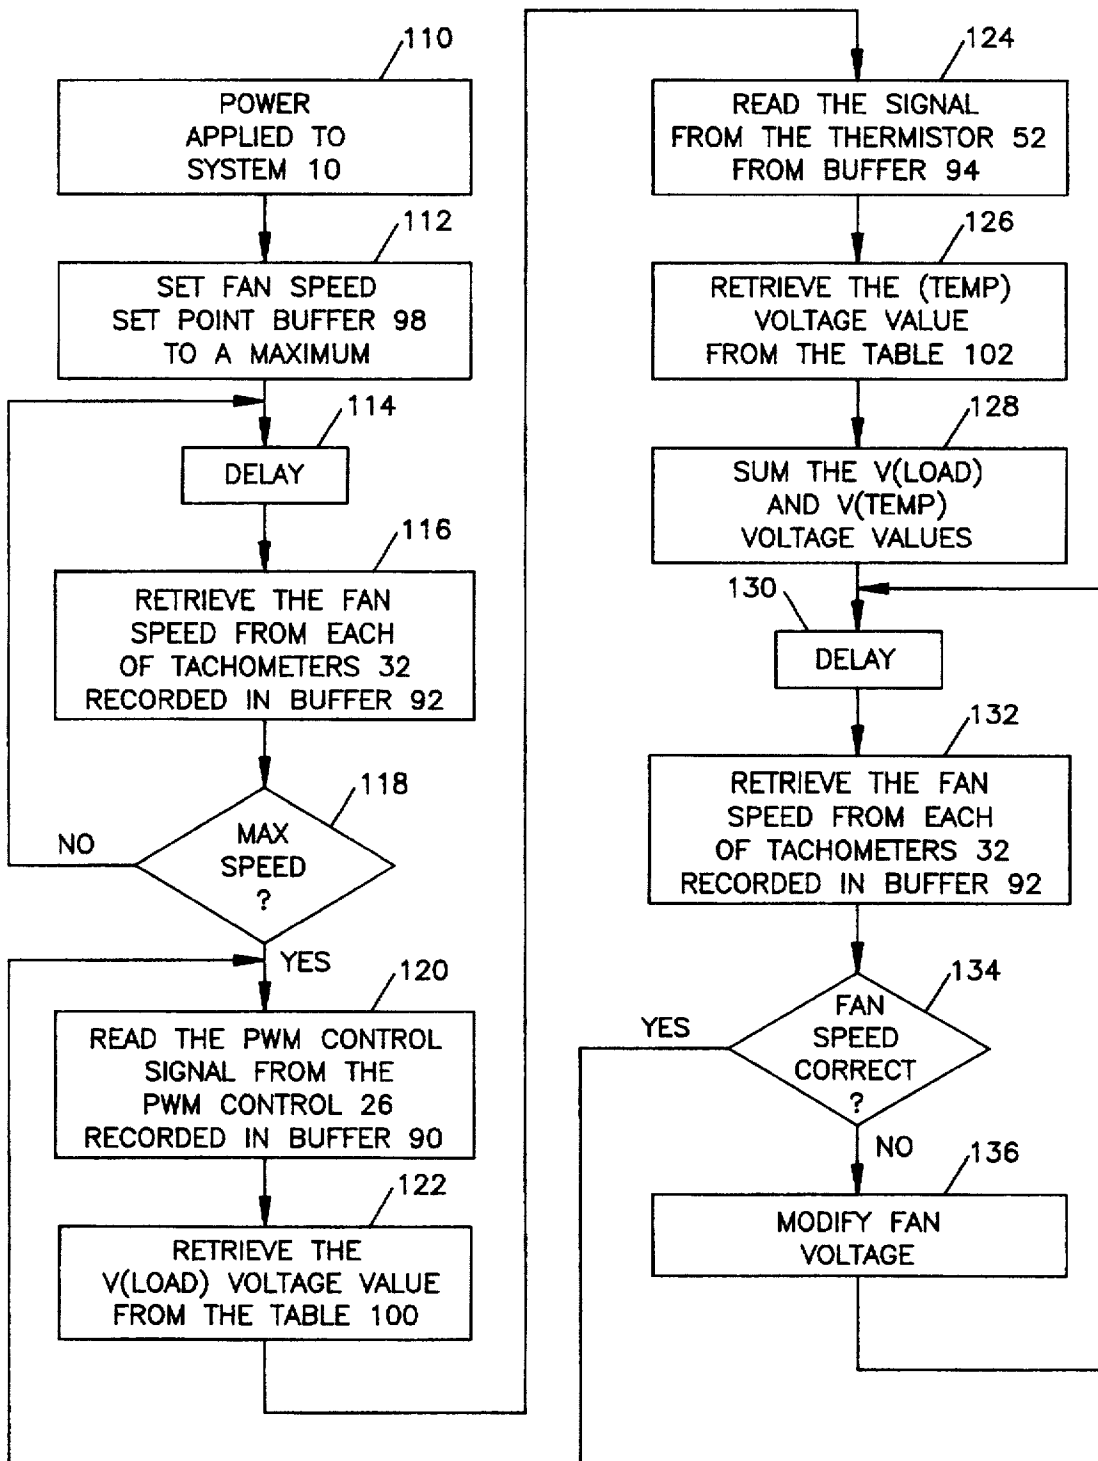 110
POWER
APPLIED TO
SYSTEM 10
112
SET FAN SPEED
SET POINT BUFFER 98
TO A MAXIMUM
114
DELAY
116
RETRIEVE THE FAN
SPEED FROM EACH
OF TACHOMETERS 32
RECORDED IN BUFFER 92
118
MAX
SPEED
?
NO
YES
120
READ THE PWM CONTROL
SIGNAL FROM THE
PWM CONTROL 26
RECORDED IN BUFFER 90
122
RETRIEVE THE
V(LOAD) VOLTAGE VALUE
FROM THE TABLE 100
124
READ THE SIGNAL
FROM THE THERMISTOR 52
FROM BUFFER 94
126
RETRIEVE THE (TEMP)
VOLTAGE VALUE
FROM THE TABLE 102
128
SUM THE V(LOAD)
AND V(TEMP)
VOLTAGE VALUES
130
DELAY
132
RETRIEVE THE FAN
SPEED FROM EACH
OF TACHOMETERS 32
RECORDED IN BUFFER 92
134
FAN
SPEED
CORRECT
?
YES
NO
136
MODIFY FAN
VOLTAGE